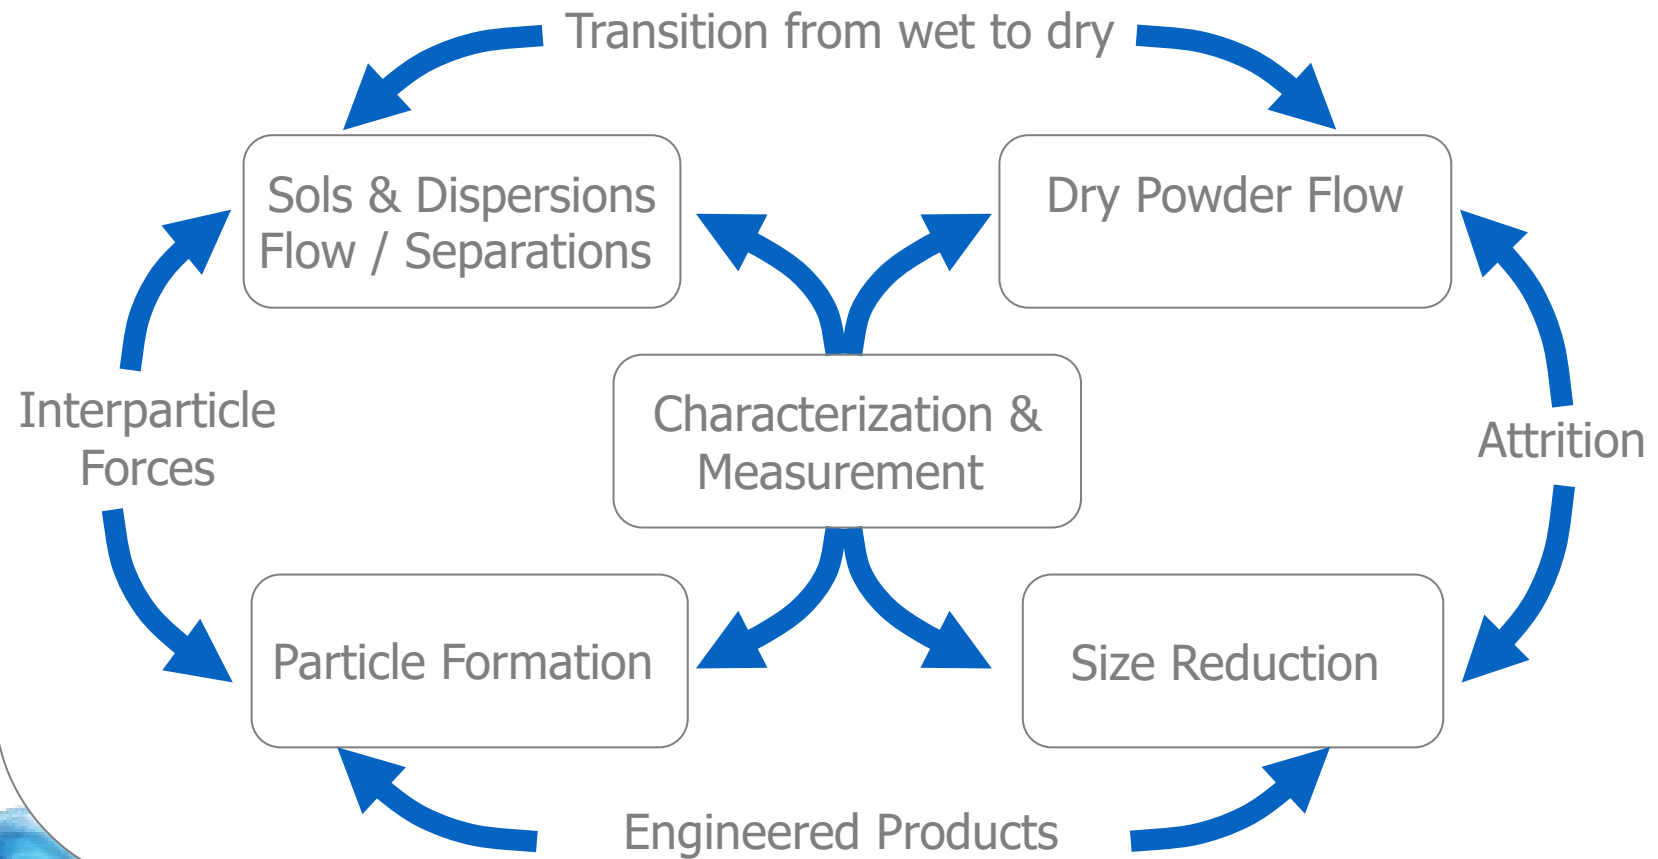 Transition from wet to dry
Sols & Dispersions
Flow / Separations
Dry Powder Flow
Interparticle
Forces
Characterization &
Measurement
Attrition
Particle Formation
Size Reduction
Engineered Products